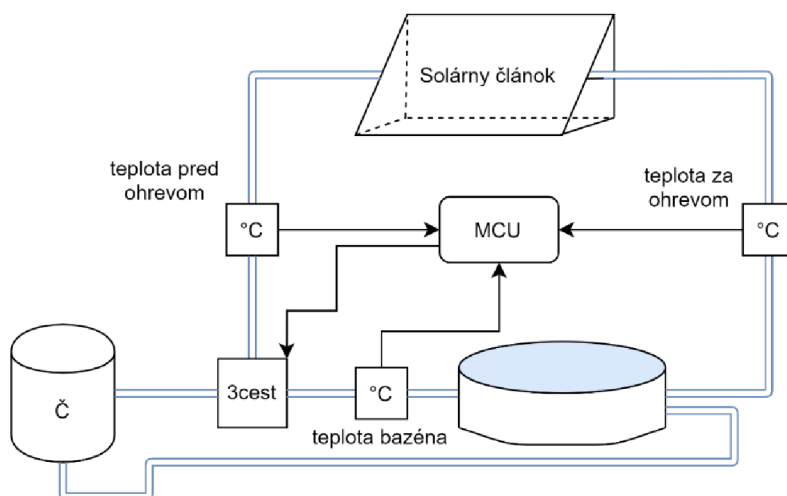 Solárny článok
teplota pred
ohrevom
teplota za
ohrevom
°C
MCU
°C
3cest
°C
Č
teplota bazéna